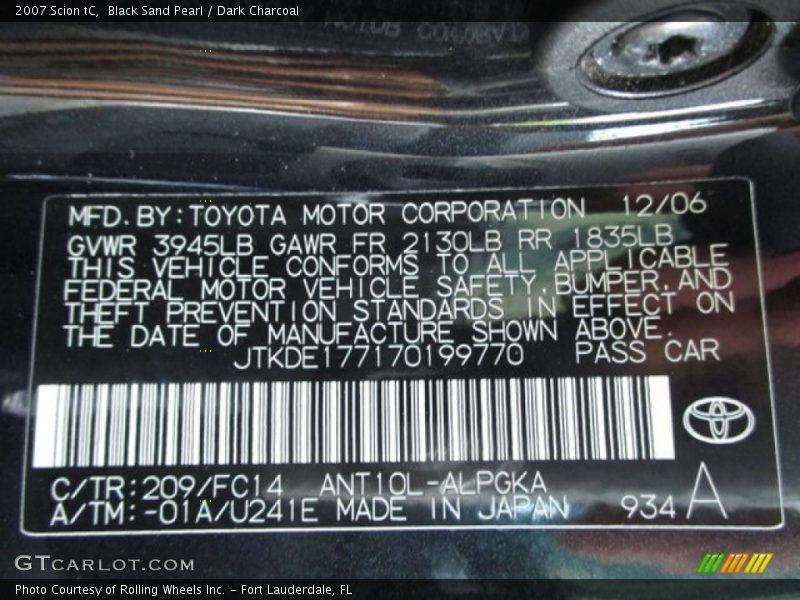 2007 Scion tC, Black Sand Pearl / Dark Charcoal
MFD. BY: TOYOTA MOTOR CORPORATION 12/06
GVWR 3945LB GAWR FR 2130LB RR 1835LB
THIS VEHICLE CONFORMS TO ALL APPLICABLE
FEDERAL MOTOR VEHICLE SAFETY, BUMPER, AND
THEFT PREVENTION STANDARDS IN EFFECT ON
THE DATE OF MANUFACTURE SHOWN ABOVE.
JTKDE177170199770 PASS CAR
C/TR: 209/FC14 ANT10L-ALPGKA
A/TM: -01A/U241E MADE IN JAPAN 934 A
GTCARLOT.COM
Photo Courtesy of Rolling Wheels Inc. – Fort Lauderdale, FL